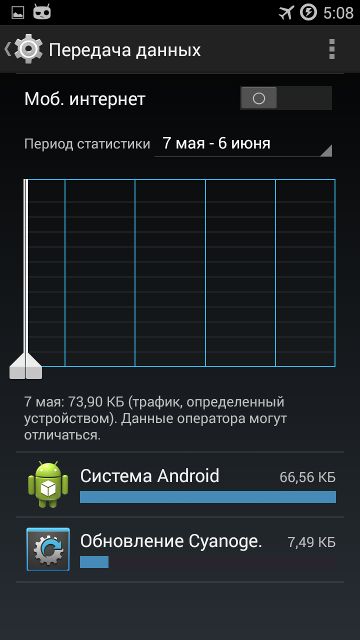 5:08
Передача данных
Моб. интернет
Период статистики 7 мая - 6 июня
7 мая: 73,90 КБ (трафик, определенный
устройством). Данные оператора могут
отличаться.
Система Android 66,56 КБ
Обновление Cyanoge. 7,49 КБ